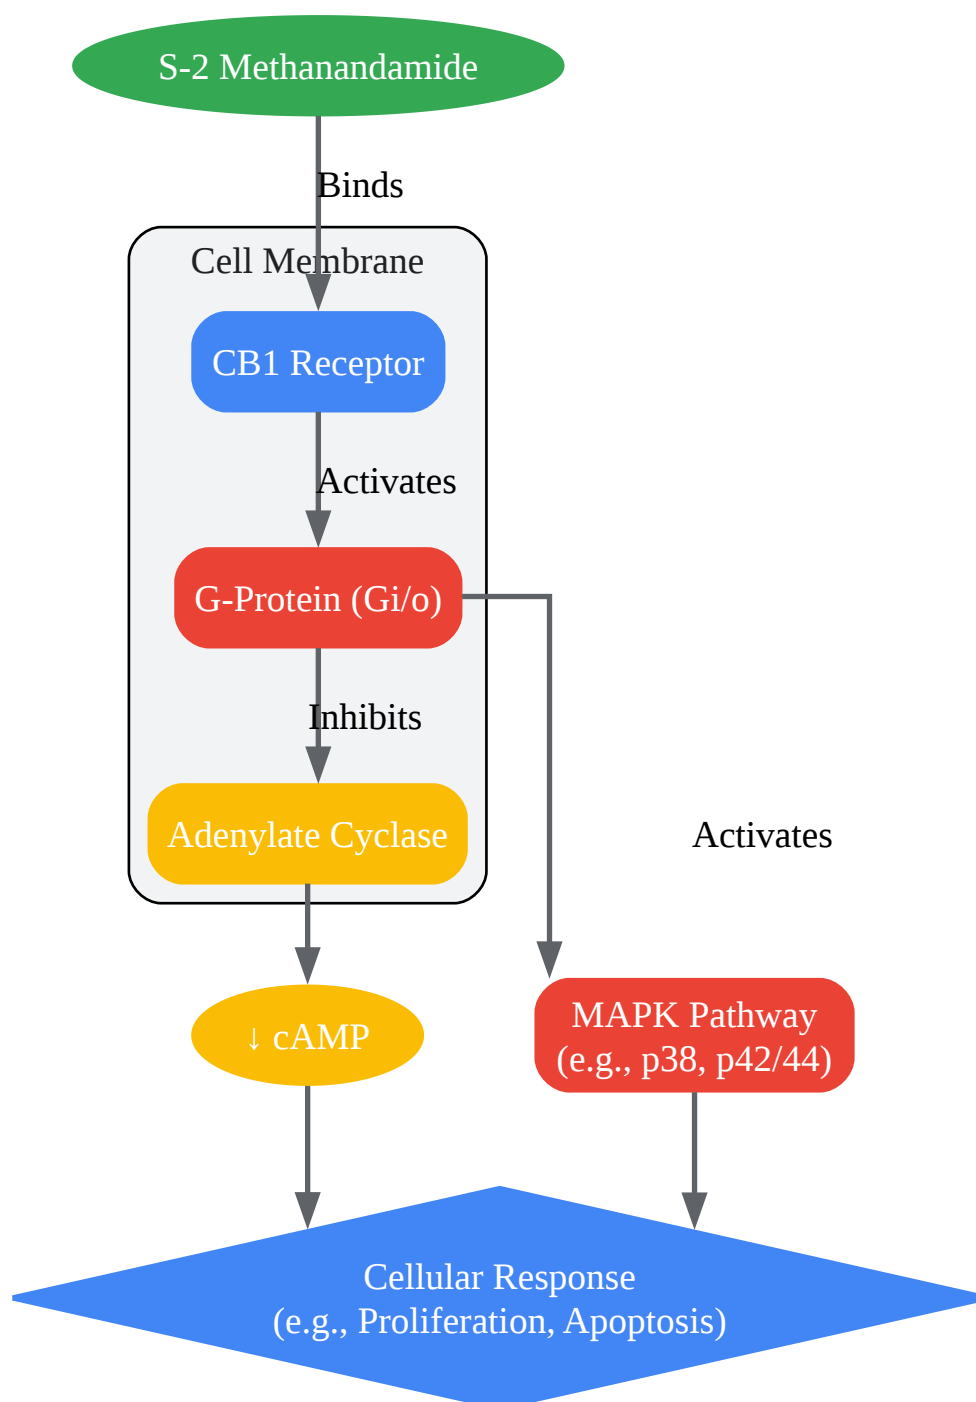 S-2 Methanandamide
Binds
Cell Membrane
CB1 Receptor
Activates
G-Protein (Gi/o)
Inhibits
Adenylate Cyclase
Activates
↓ cAMP
MAPK Pathway
(e.g., p38, p42/44)
Cellular Response
(e.g., Proliferation, Apoptosis)